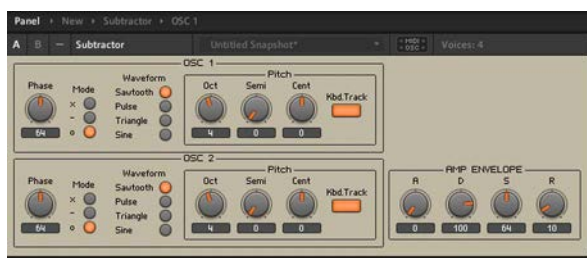 Panel › New › Subtractor › OSC 1
A B Subtractor Untitled Snapshot* MIDI OSC Voices: 4
OSC 1
Phase Mode Waveform Pitch
Sawtooth Oct Semi Cent Kbd.Track
x Pulse
- Triangle
64 o Sine 4 0 0
OSC 2
Phase Mode Waveform Pitch
Sawtooth Oct Semi Cent Kbd.Track
x Pulse
- Triangle
64 o Sine 4 0 0
AMP ENVELOPE
A D S R
0 100 64 10